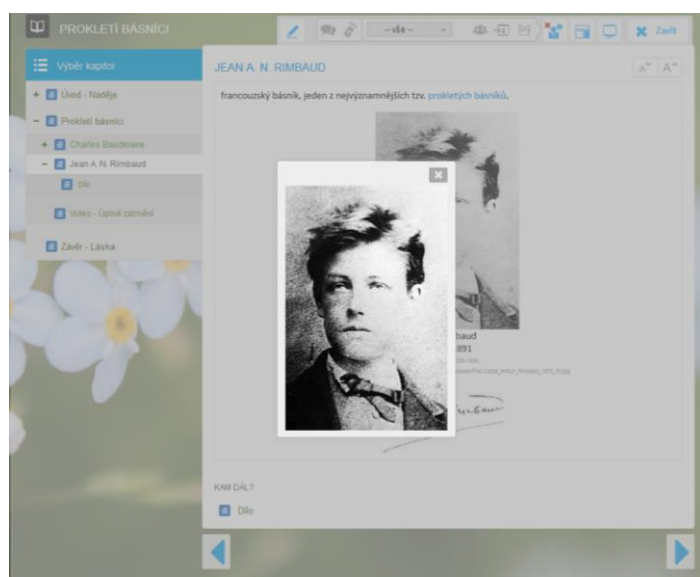 PROKLETÍ BÁSNÍCI
– vše –
Zavřít
Výběr kapitol
Úvod - Naděje
Prokletí básníci
Charles Baudelaire
Jean A. N. Rimbaud
Dílo
Video - Úplné zatmění
Závěr - Láska
JEAN A. N. RIMBAUD
A A
francouzský básník, jeden z nejvýznamnějších tzv. prokletých básníků.
baud
891
KAM DÁL?
Dílo